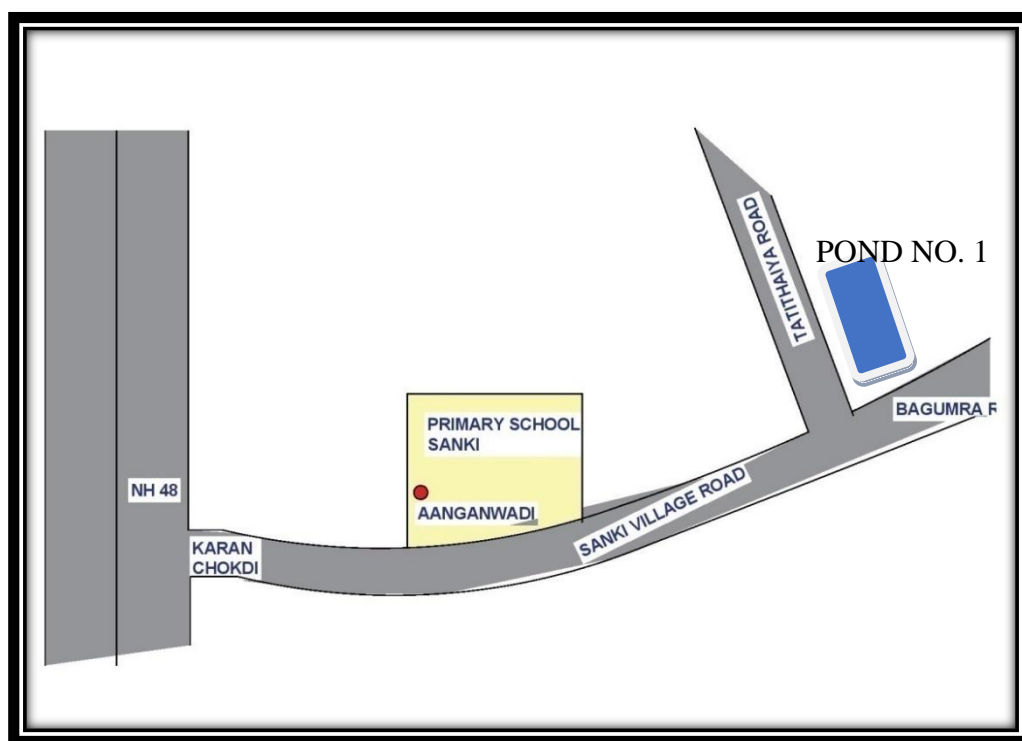 POND NO. 1
TATITHAIYA ROAD
BAGUMRA R
PRIMARY SCHOOL
SANKI
NH 48
AANGANWADI
SANKI VILLAGE ROAD
KARAN
CHOKDI